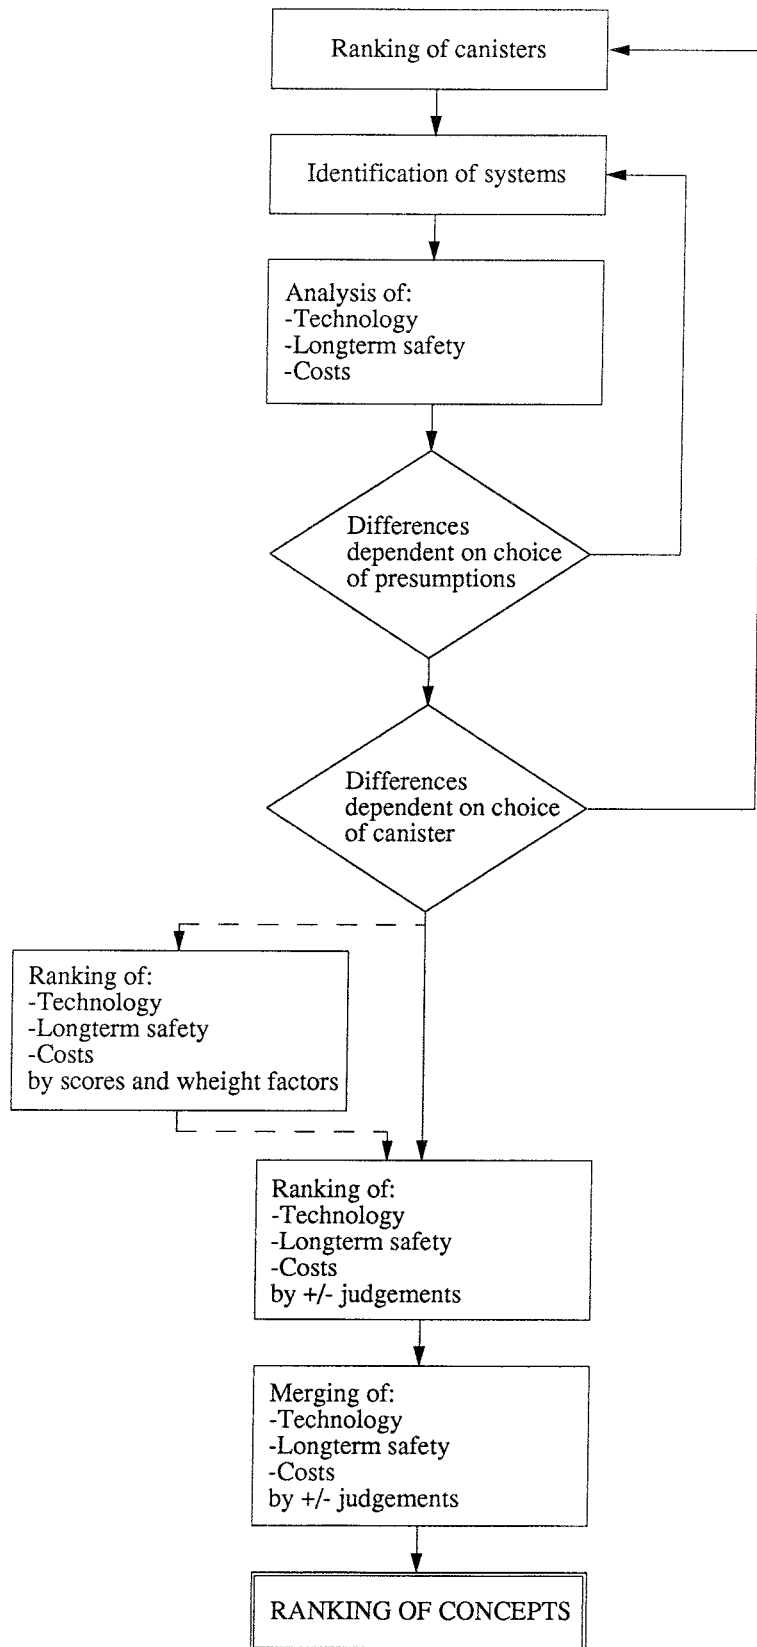 Ranking of canisters
Identification of systems
Analysis of:
-Technology
-Longterm safety
-Costs
Differences
dependent on choice
of presumptions
Differences
dependent on choice
of canister
Ranking of:
-Technology
-Longterm safety
-Costs
by scores and wheight factors
Ranking of:
-Technology
-Longterm safety
-Costs
by +/- judgements
Merging of:
-Technology
-Longterm safety
-Costs
by +/- judgements
RANKING OF CONCEPTS